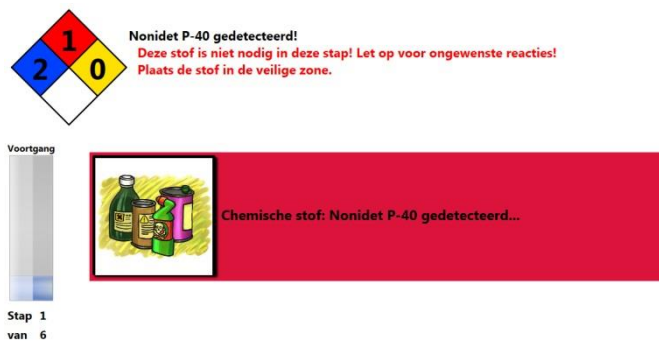 1
2 0
Nonidet P-40 gedetecteerd!
Deze stof is niet nodig in deze stap! Let op voor ongewenste reacties!
Plaats de stof in de veilige zone.
Voortgang
Chemische stof: Nonidet P-40 gedetecteerd...
Stap 1
van 6